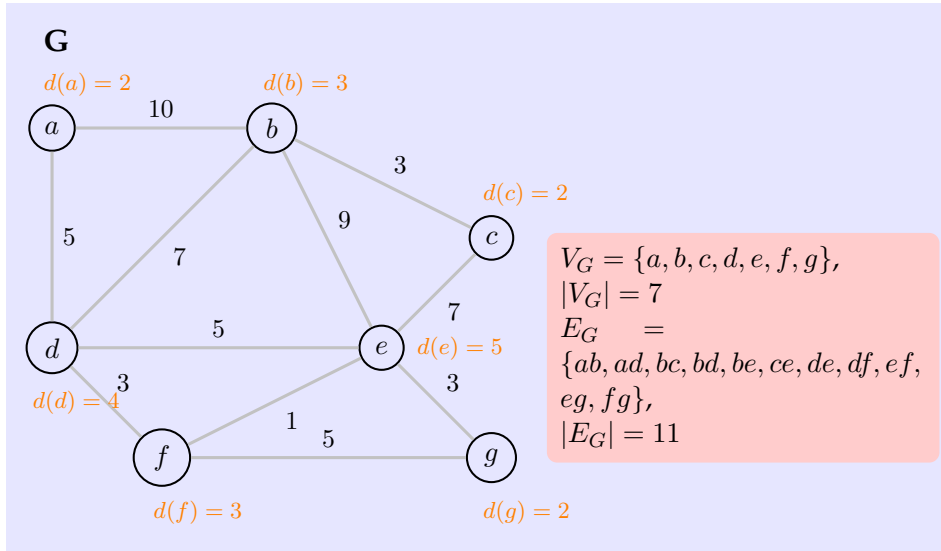 G
d(a) = 2
d(b) = 3
a
10
b
3
d(c) = 2
5
7
9
c
V_G = {a, b, c, d, e, f, g},
|V_G| = 7
E_G =
{ab, ad, bc, bd, be, ce, de, df, ef,
eg, fg},
|E_G| = 11
7
5
d
e
d(e) = 5
3
3
d(d) = 4
1
5
f
g
d(f) = 3
d(g) = 2